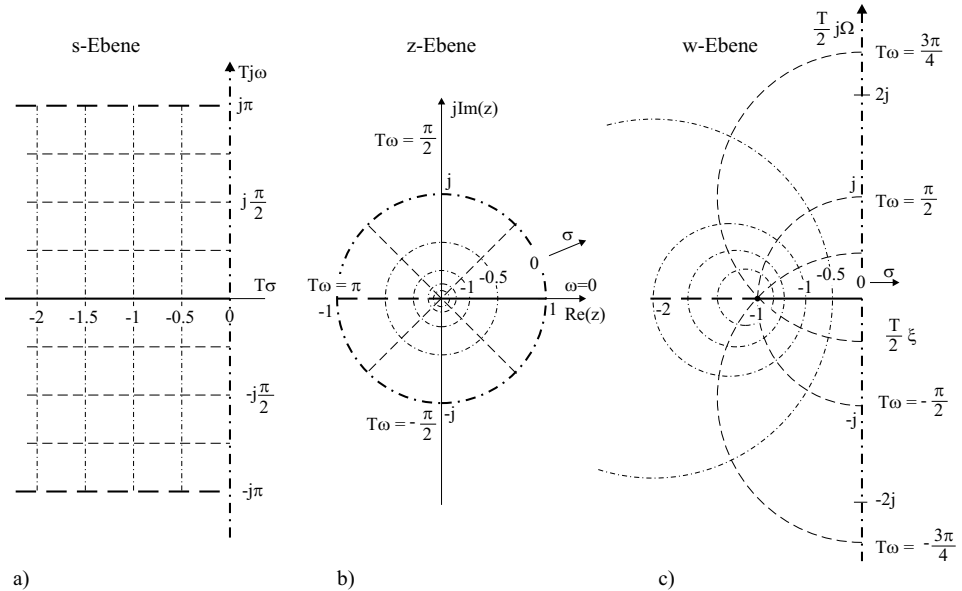 s-Ebene
Tjω
jπ
j π/2
Tσ
-2 -1.5 -1 -0.5 0
-j π/2
-jπ
a)
z-Ebene
jIm(z)
Tω = π/2
j
σ
0
-0.5
-1
Tω = π
ω=0
-1
1
Re(z)
-j
Tω = - π/2
b)
w-Ebene
T/2 jΩ
Tω = 3π/4
2j
j
Tω = π/2
-0.5
σ
0
-1
-2
-1
T/2 ξ
Tω = - π/2
-j
-2j
Tω = - 3π/4
c)